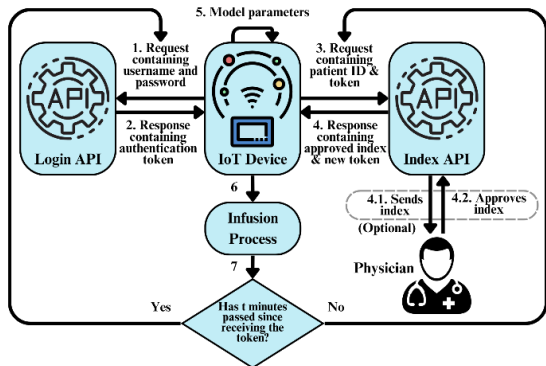 5. Model parameters
1. Request
containing
username and
password
3. Request
containing
patient ID &
token
API
API
2. Response
containing
authentication
token
4. Response
containing
approved index
& new token
Login API
IoT Device
Index API
6
4.1. Sends
index
4.2. Approves
index
(Optional)
Infusion
Process
Physician
7
Yes
No
Has t minutes
passed since
receiving the
token?